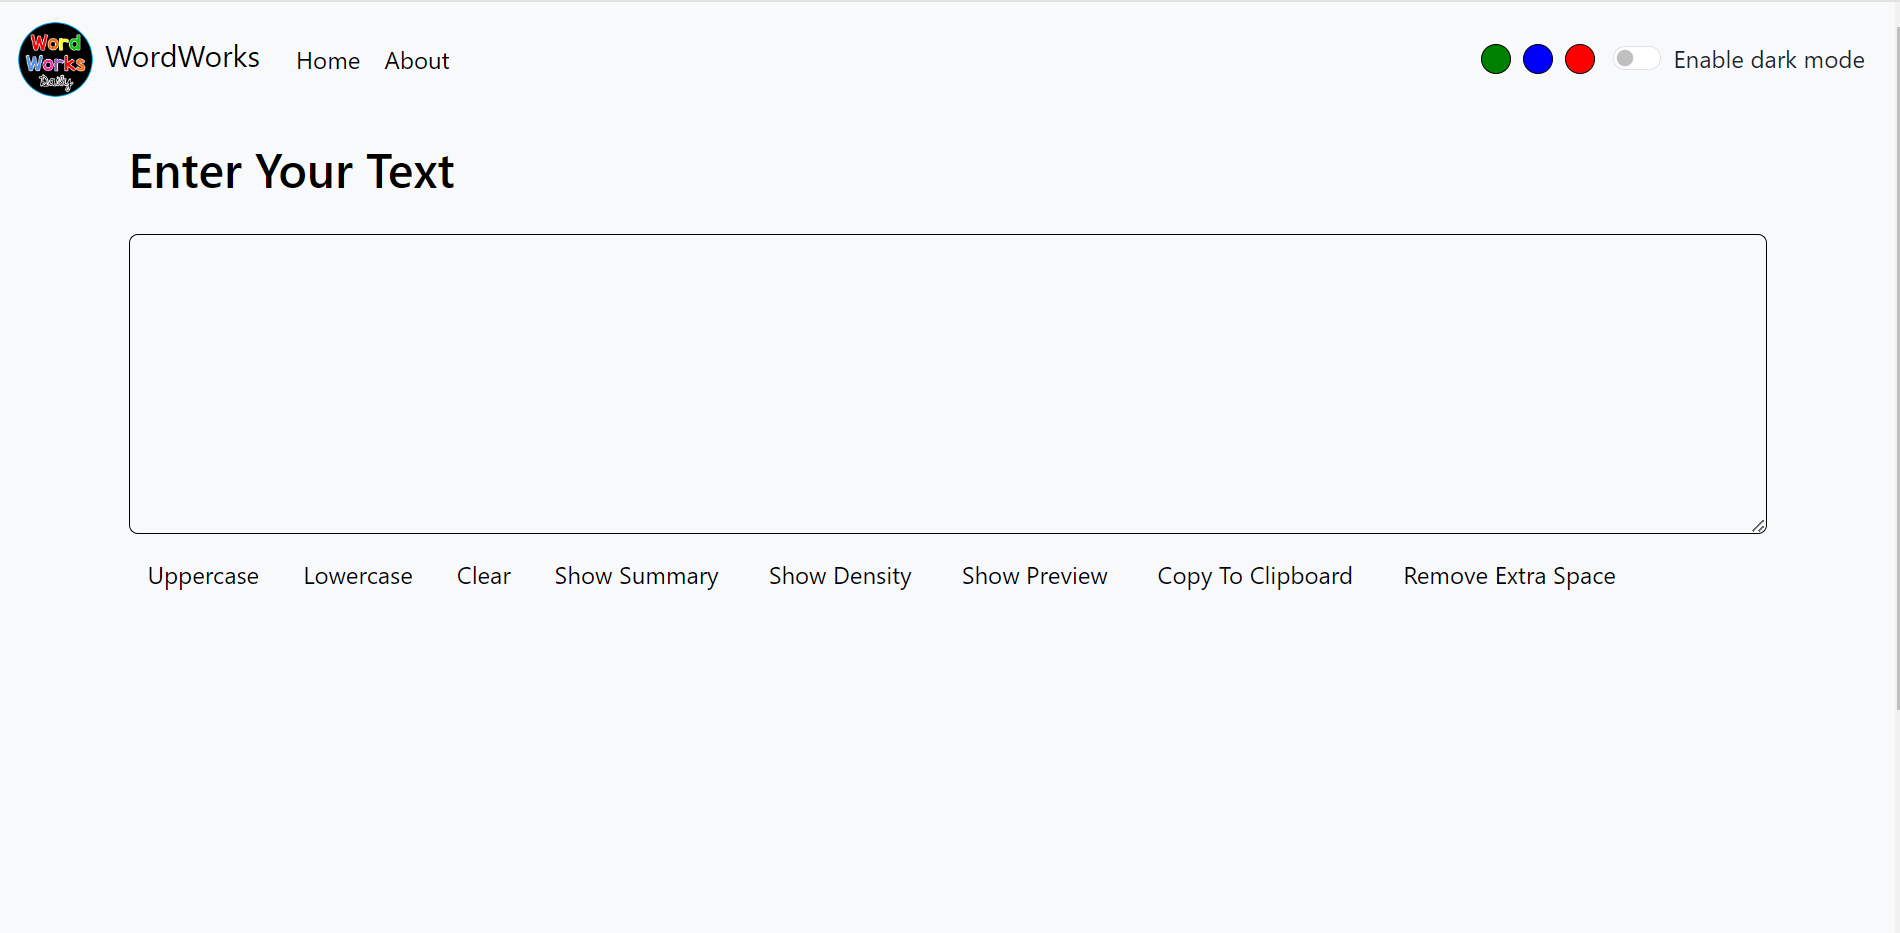 Word
Works
Daily
WordWorks Home About Enable dark mode
Enter Your Text
Uppercase Lowercase Clear Show Summary Show Density Show Preview Copy To Clipboard Remove Extra Space